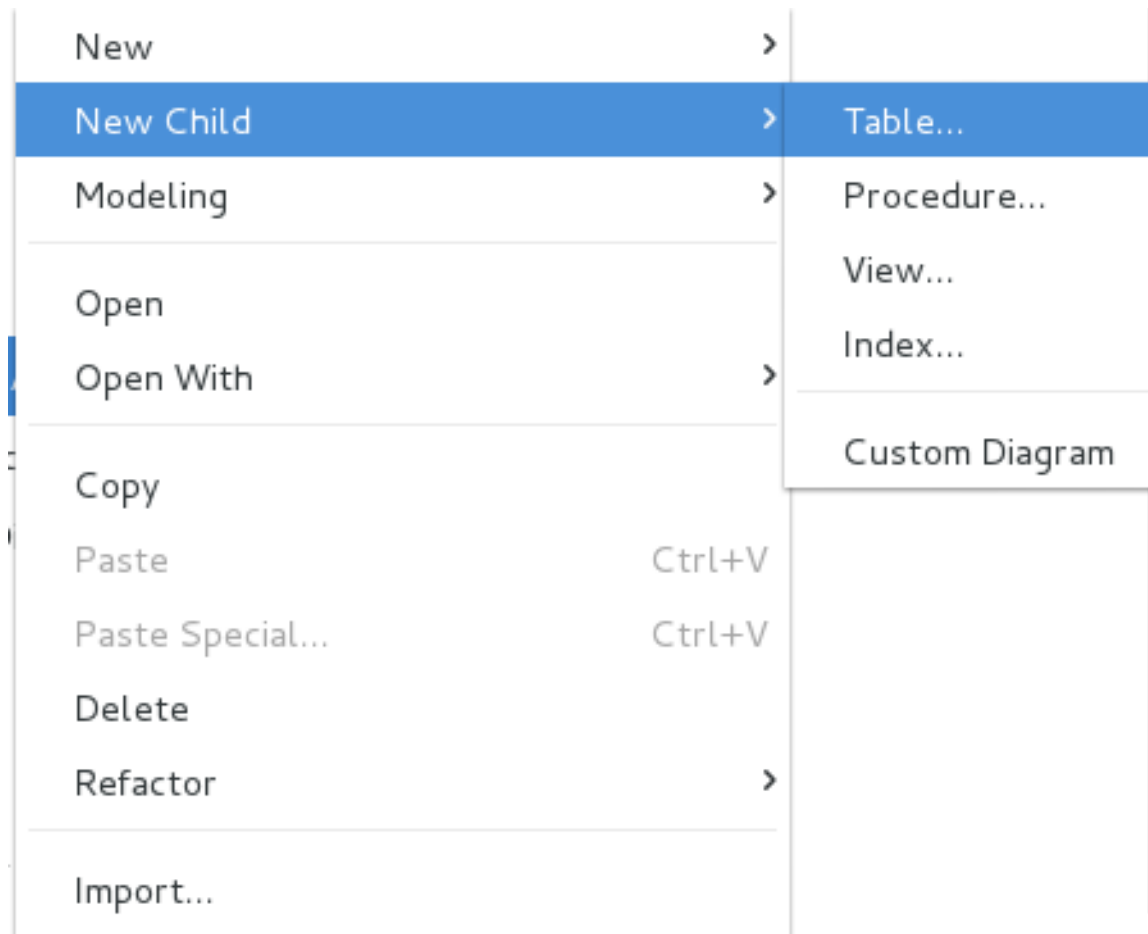 New
New Child
Modeling
Open
Open With
Copy
Paste Ctrl+V
Paste Special... Ctrl+V
Delete
Refactor
Import...
Table...
Procedure...
View...
Index...
Custom Diagram